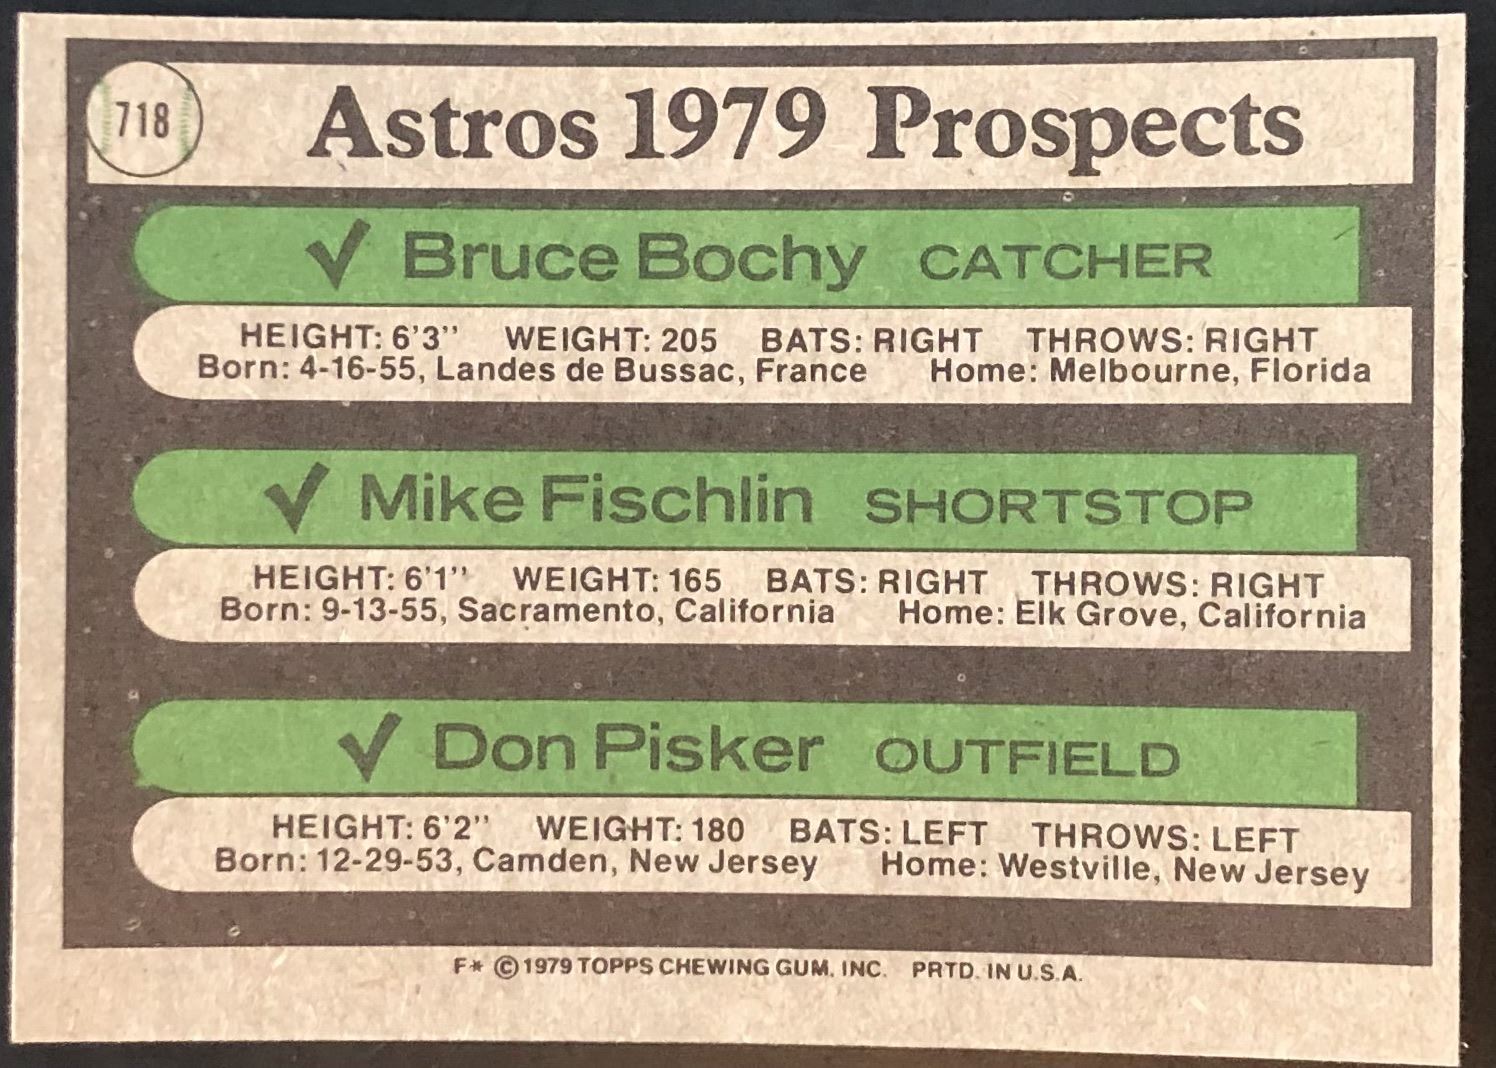 718
Astros 1979 Prospects
✓ Bruce Bochy CATCHER
HEIGHT: 6'3" WEIGHT: 205 BATS: RIGHT THROWS: RIGHT
Born: 4-16-55, Landes de Bussac, France Home: Melbourne, Florida
✓ Mike Fischlin SHORTSTOP
HEIGHT: 6'1" WEIGHT: 165 BATS: RIGHT THROWS: RIGHT
Born: 9-13-55, Sacramento, California Home: Elk Grove, California
✓ Don Pisker OUTFIELD
HEIGHT: 6'2" WEIGHT: 180 BATS: LEFT THROWS: LEFT
Born: 12-29-53, Camden, New Jersey Home: Westville, New Jersey
F* © 1979 TOPPS CHEWING GUM, INC. PRTD. IN U.S.A.